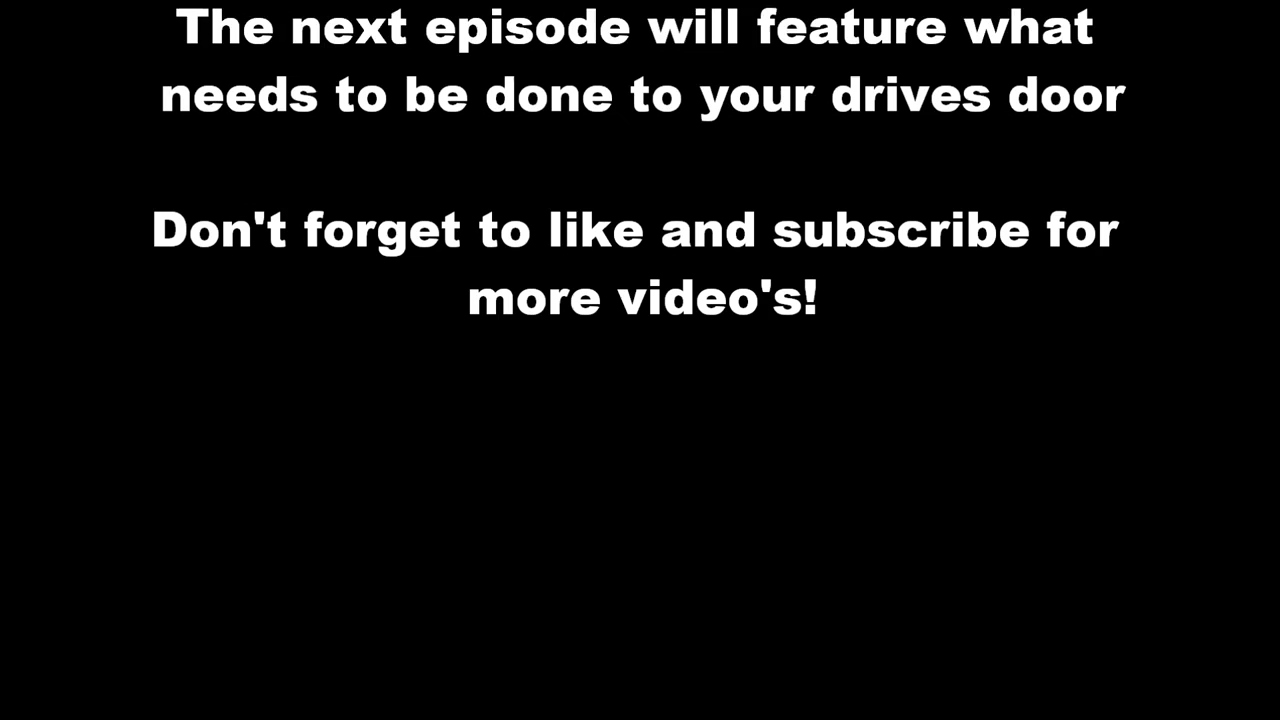 The next episode will feature what
needs to be done to your drives door
Don't forget to like and subscribe for
more video's!